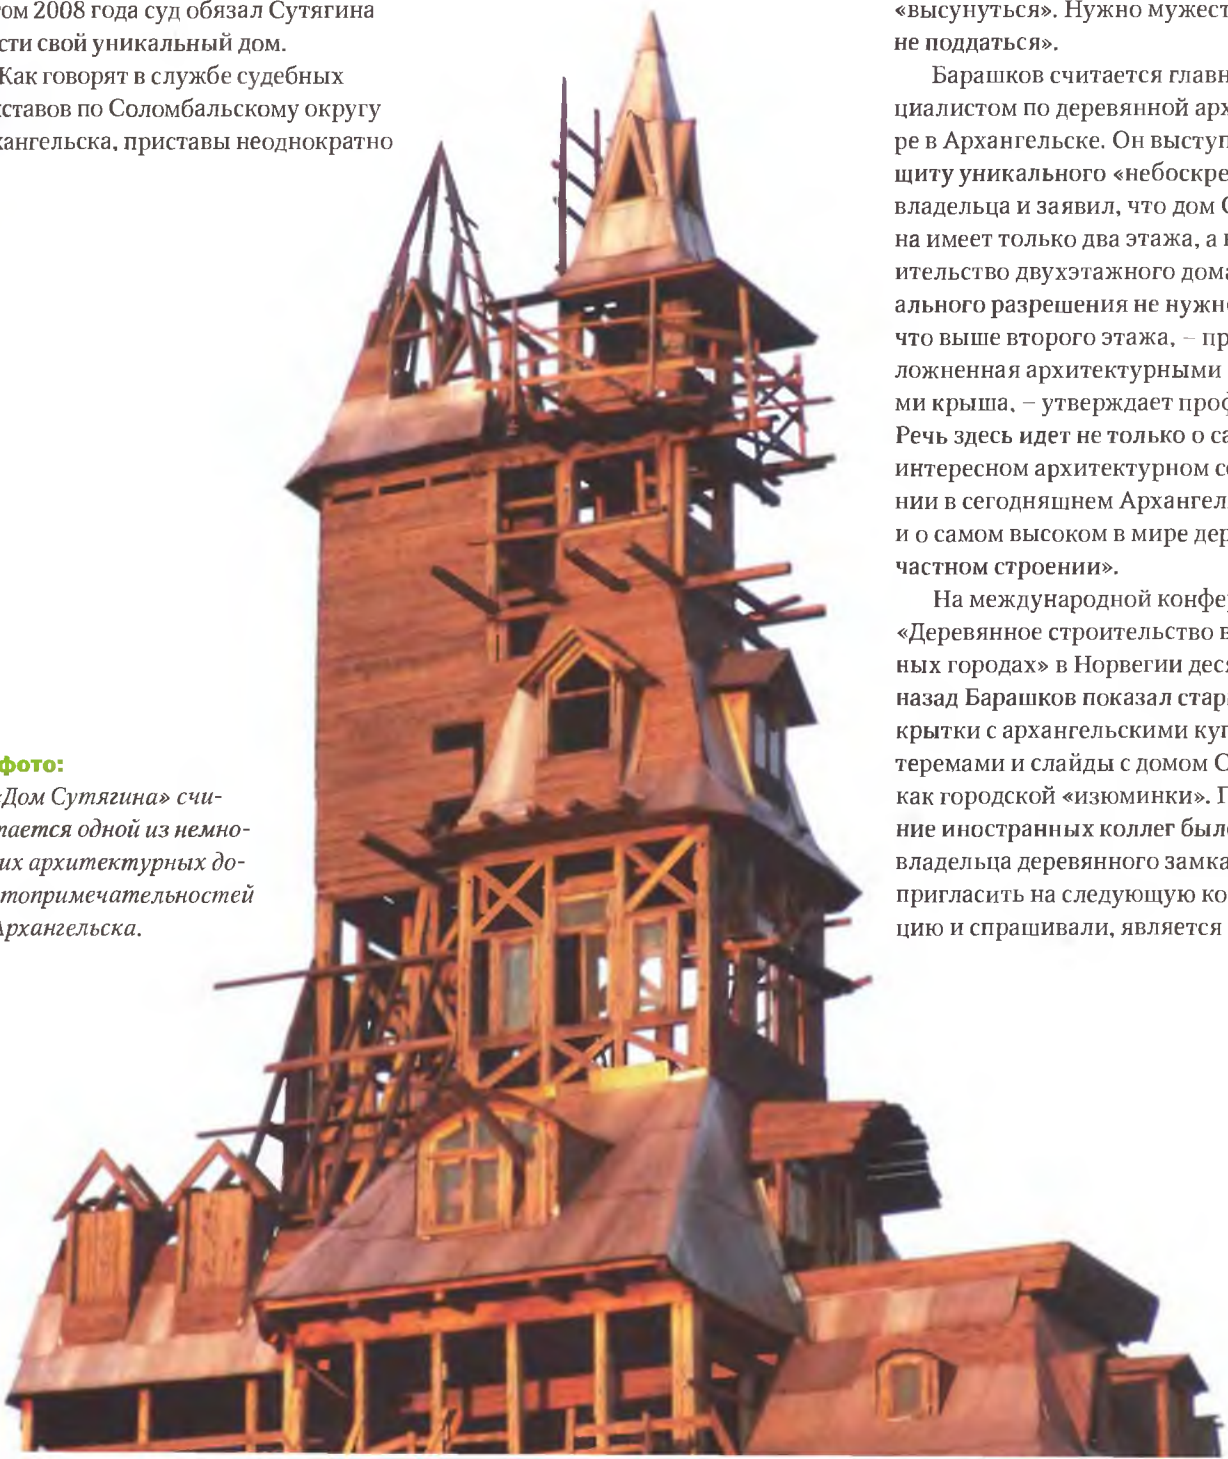 том 2008 года суд обязал Сутягина
сти свой уникальный дом.
Как говорят в службе судебных
ставов по Соломбальскому округу
хангельска, приставы неоднократно
фото:
«Дом Сутягина» счи-
тается одной из немно-
их архитектурных до-
топримечательностей
Архангельска.
«высунуться». Нужно мужест
не поддаться».
Барашков считается главн
циалистом по деревянной арх
ре в Архангельске. Он выступ
щиту уникального «небоскре
владельца и заявил, что дом С
на имеет только два этажа, а
ительство двухэтажного дома
ального разрешения не нужно
что выше второго этажа, – пр
ложненная архитектурными
ми крыша, – утверждает проф
Речь здесь идет не только о са
интересном архитектурном со
нии в сегодняшнем Архангел
и о самом высоком в мире дер
частном строении».
На международной конфе
«Деревянное строительство в
ных городах» в Норвегии деся
назад Барашков показал стар
крытки с архангельскими куп
теремами и слайды с домом С
как городской «изюминки». П
ние иностранных коллег было
владельца деревянного замка
пригласить на следующую ко
цию и спрашивали, является